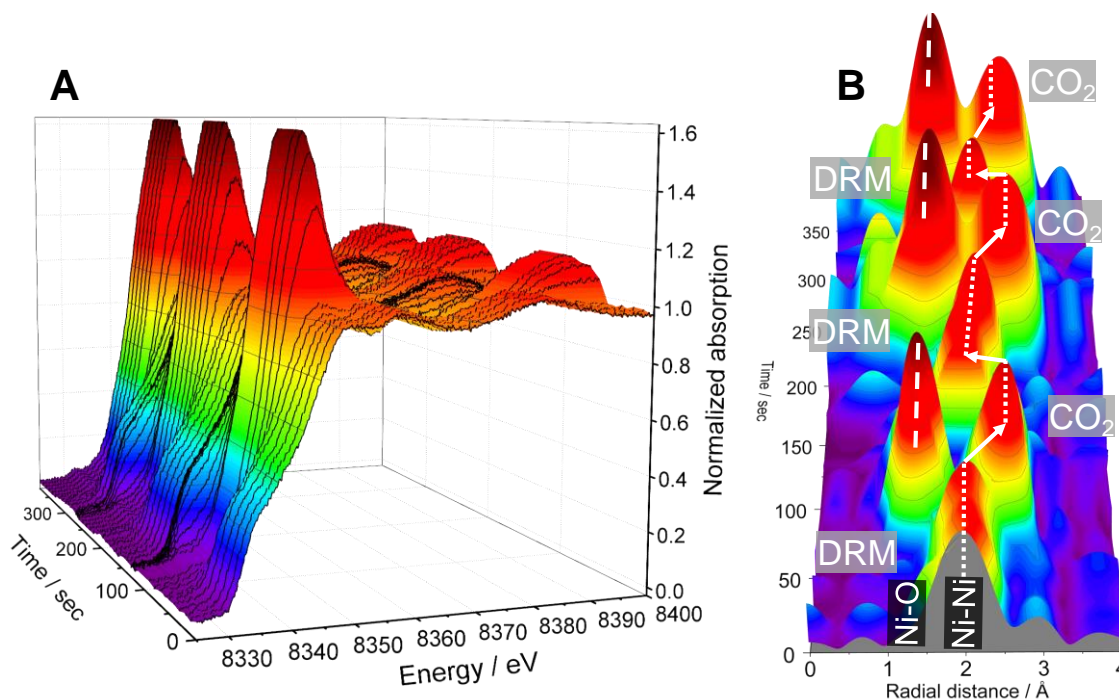 A
1.6
1.4
1.2
1.0
0.8
0.6
0.4
0.2
0.0
Normalized absorption
300
200
100
0
Time / sec
8330
8340
8350
8360
8370
8380
8390
8400
Energy / eV
B
CO2
DRM
CO2
DRM
CO2
DRM
350
300
250
200
150
100
50
0
Time / sec
Ni-O
Ni-Ni
0
1
2
3
4
Radial distance / Å